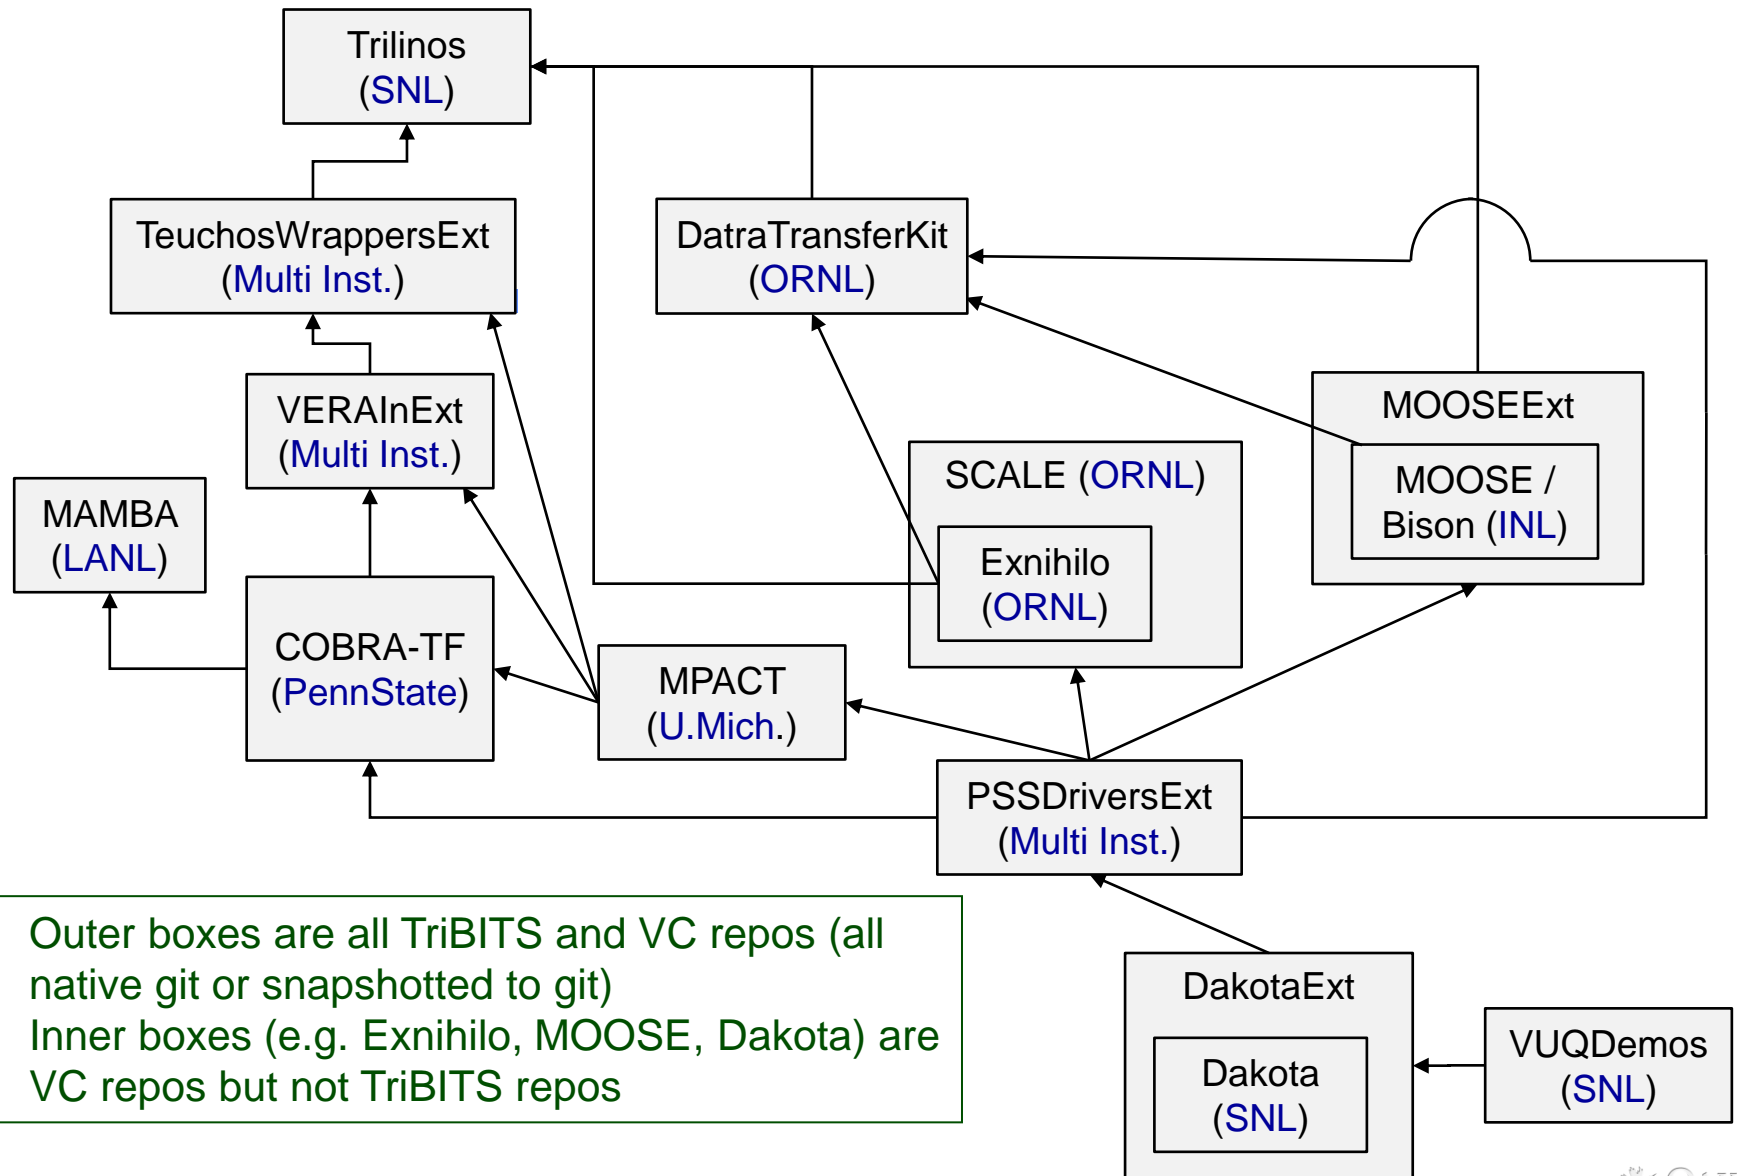 Trilinos
(SNL)
TeuchosWrappersExt
(Multi Inst.)
DatraTransferKit
(ORNL)
VERAInExt
(Multi Inst.)
MOOSEExt
MOOSE /
Bison (INL)
SCALE (ORNL)
Exnihilo
(ORNL)
MAMBA
(LANL)
COBRA-TF
(PennState)
MPACT
(U.Mich.)
PSSDriversExt
(Multi Inst.)
Outer boxes are all TriBITS and VC repos (all
native git or snapshotted to git)
Inner boxes (e.g. Exnihilo, MOOSE, Dakota) are
VC repos but not TriBITS repos
DakotaExt
Dakota
(SNL)
VUQDemos
(SNL)